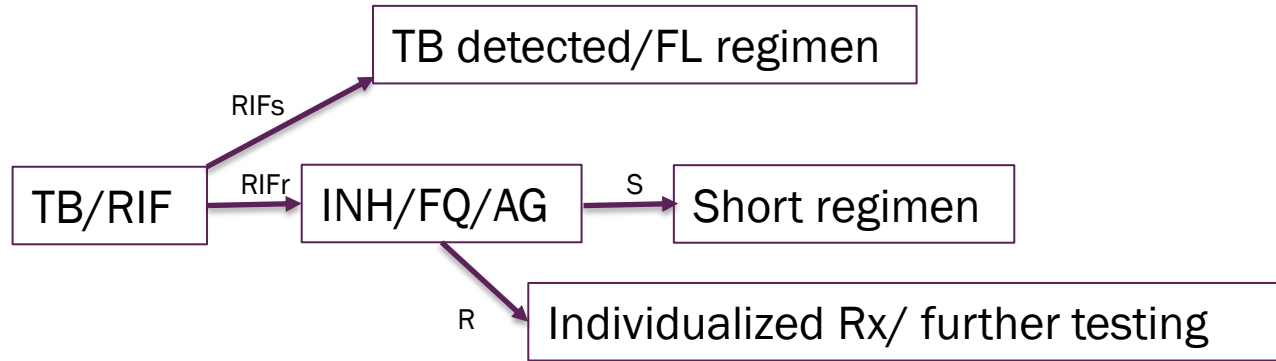 TB detected/FL regimen
RIFs
TB/RIF
RIFr
INH/FQ/AG
S
Short regimen
R
Individualized Rx/ further testing